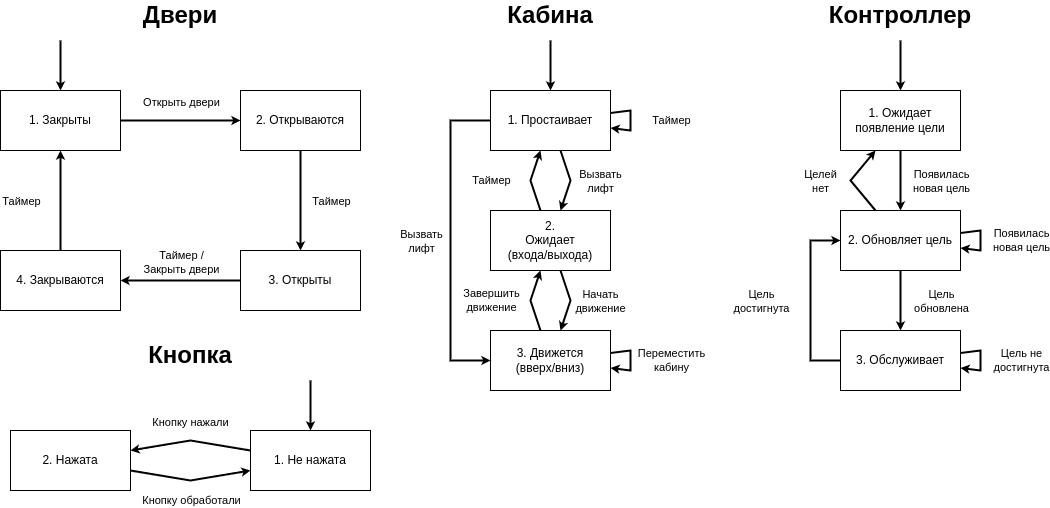 Двери
Открыть двери
1. Закрыты
2. Открываются
Таймер
Таймер
Таймер /
Закрыть двери
4. Закрываются
3. Открыты
Кнопка
Кнопку нажали
2. Нажата
1. Не нажата
Кнопку обработали
Кабина
1. Простаивает
Таймер
Таймер
Вызвать
лифт
Вызвать
лифт
2.
Ожидает
(входа/выхода)
Завершить
движение
Начать
движение
3. Движется
(вверх/вниз)
Переместить
кабину
Контроллер
1. Ожидает
появление цели
Целей
нет
Появилась
новая цель
2. Обновляет цель
Появилась
новая цель
Цель
достигнута
Цель
обновлена
3. Обслуживает
Цель не
достигнута